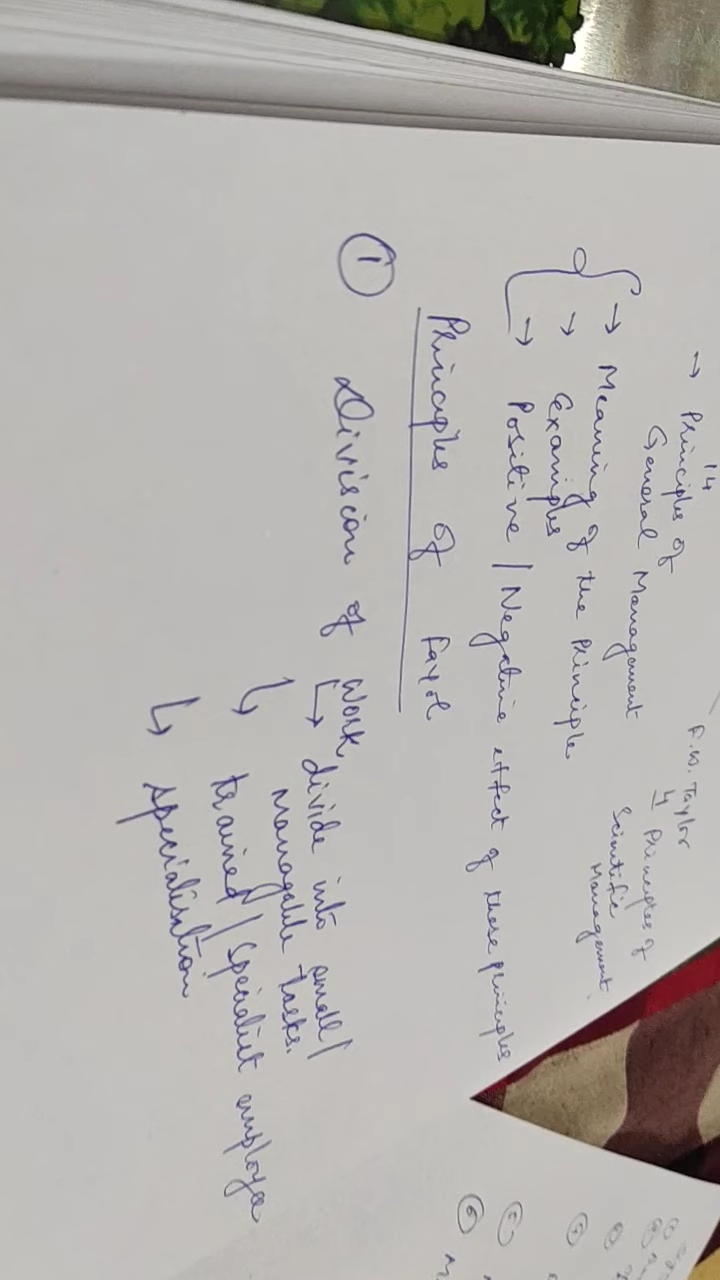 → 14 Principles of
General Management
F.W. Taylor
4 Principles of
Scientific
Management
→ Meaning of the Principle
→ Examples
→ Positive / Negative effect of these principles
Principles of Fayol
① Division of Work
↳ divide into small/
managable tasks.
↳ trained / specialist employee
↳ specialisation